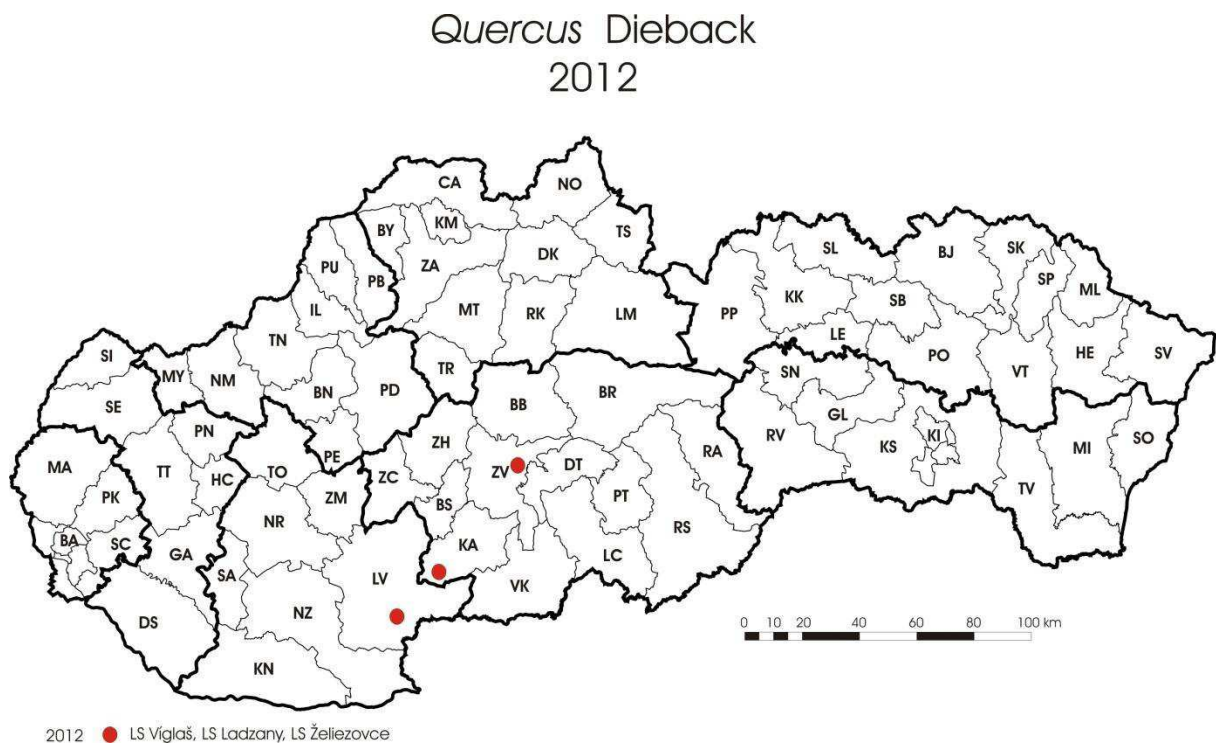 Quercus Dieback
2012
CA
NO
BY
KM
TS
PU
PB
ZA
DK
IL
MT
RK
LM
TN
SL
BJ
SK
SP
ML
PP
KK
SB
LE
PO
HE
SV
VT
SI
MY
NM
SE
BN
PD
TR
BB
BR
SN
GL
RV
KS
KI
MI
SO
TV
PN
PE
ZH
MA
TT
HC
TO
ZC
ZV
DT
RA
PK
ZM
BS
PT
NR
BA
SC
GA
KA
LC
RS
SA
LV
VK
DS
NZ
KN
0 10 20 40 60 80 100 km
2012 LS Víglaš, LS Ladzany, LS Želiezovce